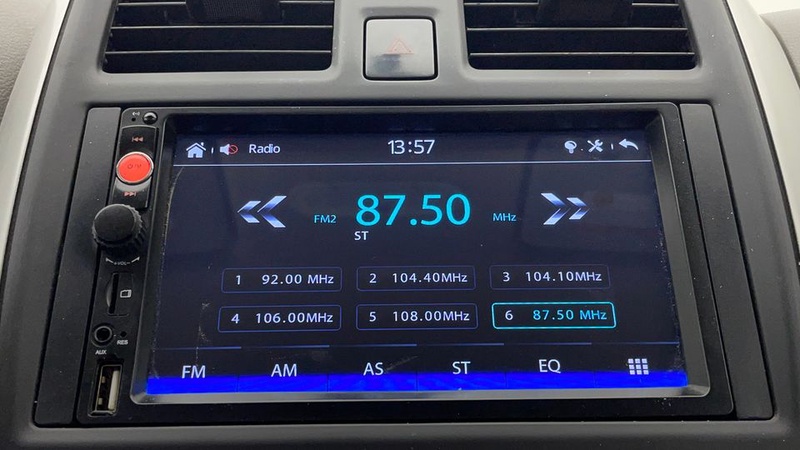 Radio 13:57
FM2 87.50 MHz
ST
1 92.00 MHz 2 104.40MHz 3 104.10MHz
4 106.00MHz 5 108.00MHz 6 87.50 MHz
FM AM AS ST EQ
VOL
RES
AUX